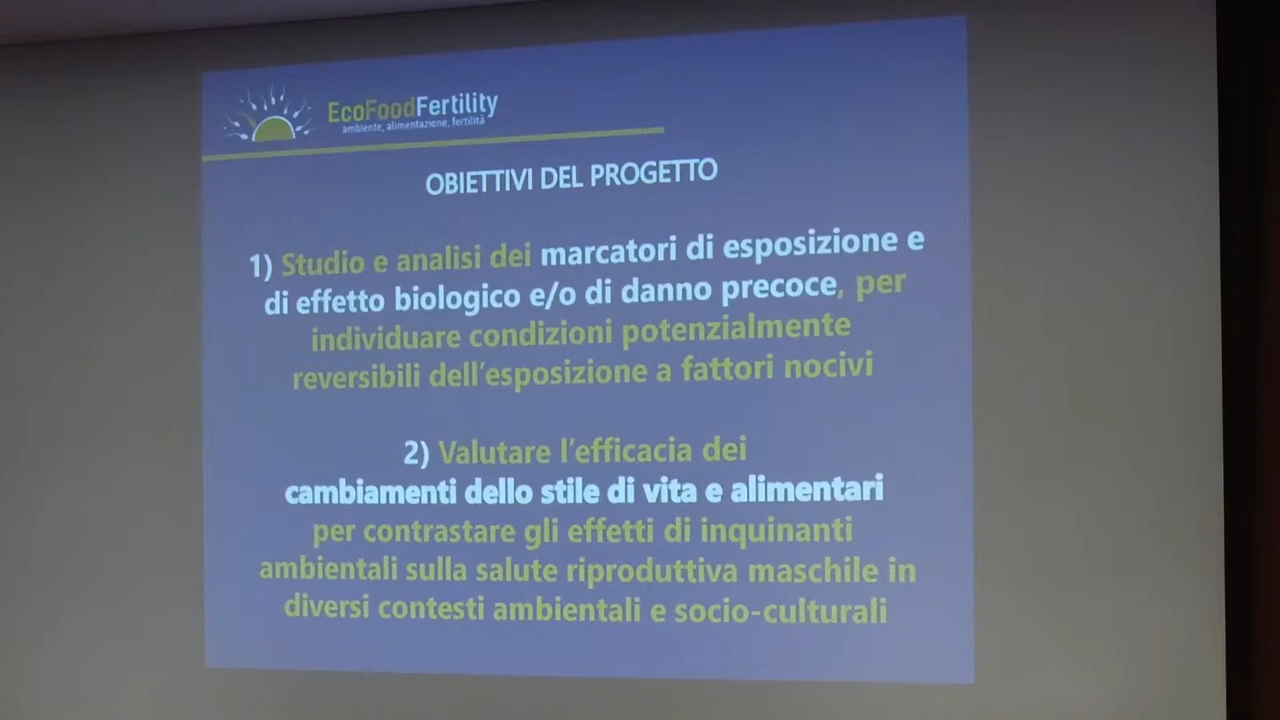 EcoFoodFertility
ambiente, alimentazione, fertilità
OBIETTIVI DEL PROGETTO
1) Studio e analisi dei marcatori di esposizione e
di effetto biologico e/o di danno precoce, per
individuare condizioni potenzialmente
reversibili dell'esposizione a fattori nocivi
2) Valutare l'efficacia dei
cambiamenti dello stile di vita e alimentari
per contrastare gli effetti di inquinanti
ambientali sulla salute riproduttiva maschile in
diversi contesti ambientali e socio-culturali